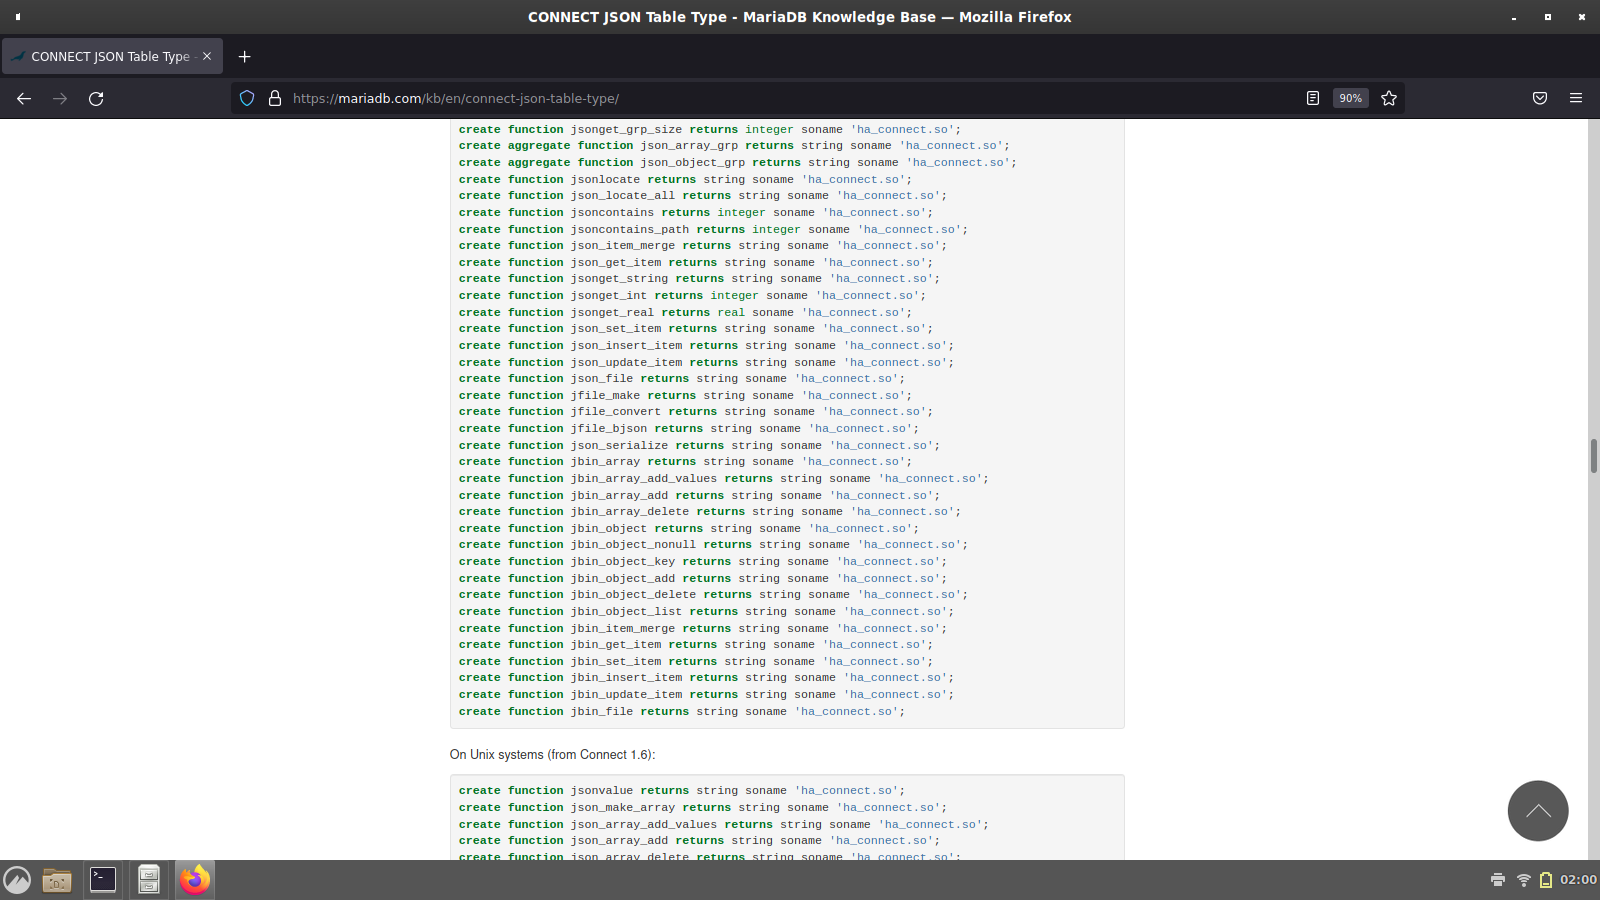 CONNECT JSON Table Type - MariaDB Knowledge Base — Mozilla Firefox
CONNECT JSON Table Type -
https://mariadb.com/kb/en/connect-json-table-type/
90%
create function jsonget_grp_size returns integer soname 'ha_connect.so';
create aggregate function json_array_grp returns string soname 'ha_connect.so';
create aggregate function json_object_grp returns string soname 'ha_connect.so';
create function jsonlocate returns string soname 'ha_connect.so';
create function json_locate_all returns string soname 'ha_connect.so';
create function jsoncontains returns integer soname 'ha_connect.so';
create function jsoncontains_path returns integer soname 'ha_connect.so';
create function json_item_merge returns string soname 'ha_connect.so';
create function json_get_item returns string soname 'ha_connect.so';
create function jsonget_string returns string soname 'ha_connect.so';
create function jsonget_int returns integer soname 'ha_connect.so';
create function jsonget_real returns real soname 'ha_connect.so';
create function json_set_item returns string soname 'ha_connect.so';
create function json_insert_item returns string soname 'ha_connect.so';
create function json_update_item returns string soname 'ha_connect.so';
create function json_file returns string soname 'ha_connect.so';
create function jfile_make returns string soname 'ha_connect.so';
create function jfile_convert returns string soname 'ha_connect.so';
create function jfile_bjson returns string soname 'ha_connect.so';
create function json_serialize returns string soname 'ha_connect.so';
create function jbin_array returns string soname 'ha_connect.so';
create function jbin_array_add_values returns string soname 'ha_connect.so';
create function jbin_array_add returns string soname 'ha_connect.so';
create function jbin_array_delete returns string soname 'ha_connect.so';
create function jbin_object returns string soname 'ha_connect.so';
create function jbin_object_nonull returns string soname 'ha_connect.so';
create function jbin_object_key returns string soname 'ha_connect.so';
create function jbin_object_add returns string soname 'ha_connect.so';
create function jbin_object_delete returns string soname 'ha_connect.so';
create function jbin_object_list returns string soname 'ha_connect.so';
create function jbin_item_merge returns string soname 'ha_connect.so';
create function jbin_get_item returns string soname 'ha_connect.so';
create function jbin_set_item returns string soname 'ha_connect.so';
create function jbin_insert_item returns string soname 'ha_connect.so';
create function jbin_update_item returns string soname 'ha_connect.so';
create function jbin_file returns string soname 'ha_connect.so';
On Unix systems (from Connect 1.6):
create function jsonvalue returns string soname 'ha_connect.so';
create function json_make_array returns string soname 'ha_connect.so';
create function json_array_add_values returns string soname 'ha_connect.so';
create function json_array_add returns string soname 'ha_connect.so';
create function json_array_delete returns string soname 'ha_connect.so';
02:00